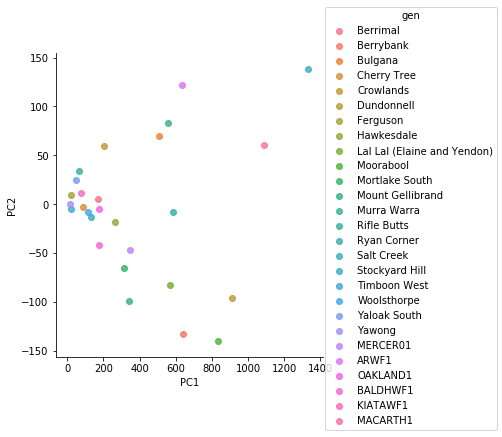 gen
Berrimal
Berrybank
Bulgana
Cherry Tree
Crowlands
Dundonnell
Ferguson
Hawkesdale
Lal Lal (Elaine and Yendon)
Moorabool
Mortlake South
Mount Gellibrand
Murra Warra
Rifle Butts
Ryan Corner
Salt Creek
Stockyard Hill
Timboon West
Woolsthorpe
Yaloak South
Yawong
MERCER01
ARWF1
OAKLAND1
BALDHWF1
KIATAWF1
MACARTH1
150
100
50
0
−50
−100
−150
PC2
0 200 400 600 800 1000 1200 1400
PC1